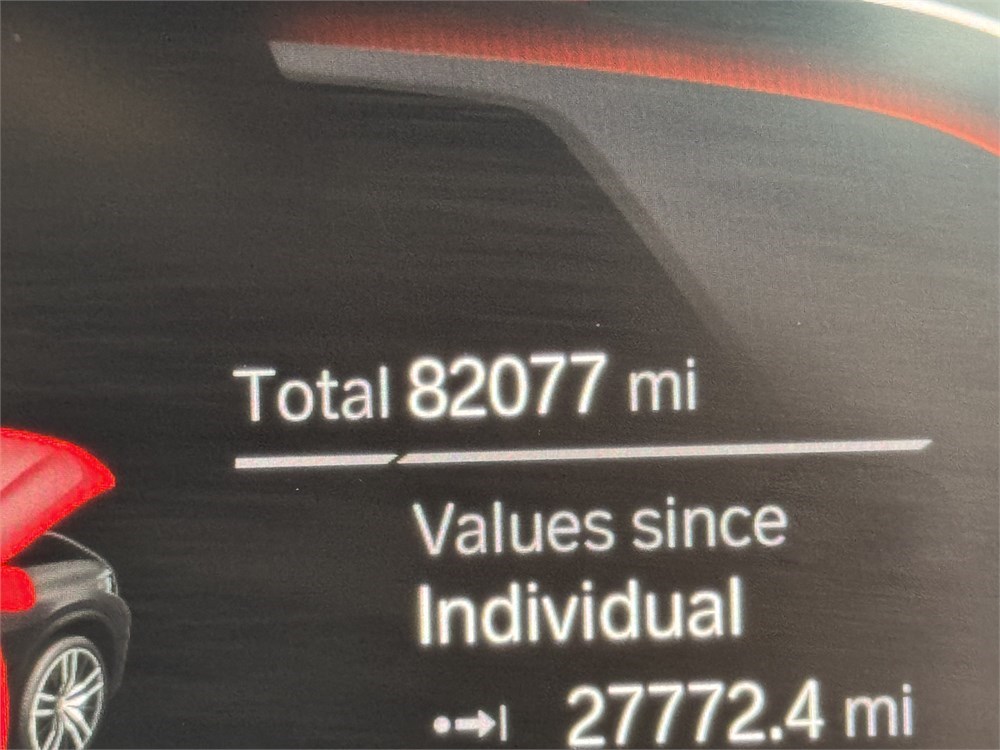 Total 82077 mi
Values since
Individual
27772.4 mi